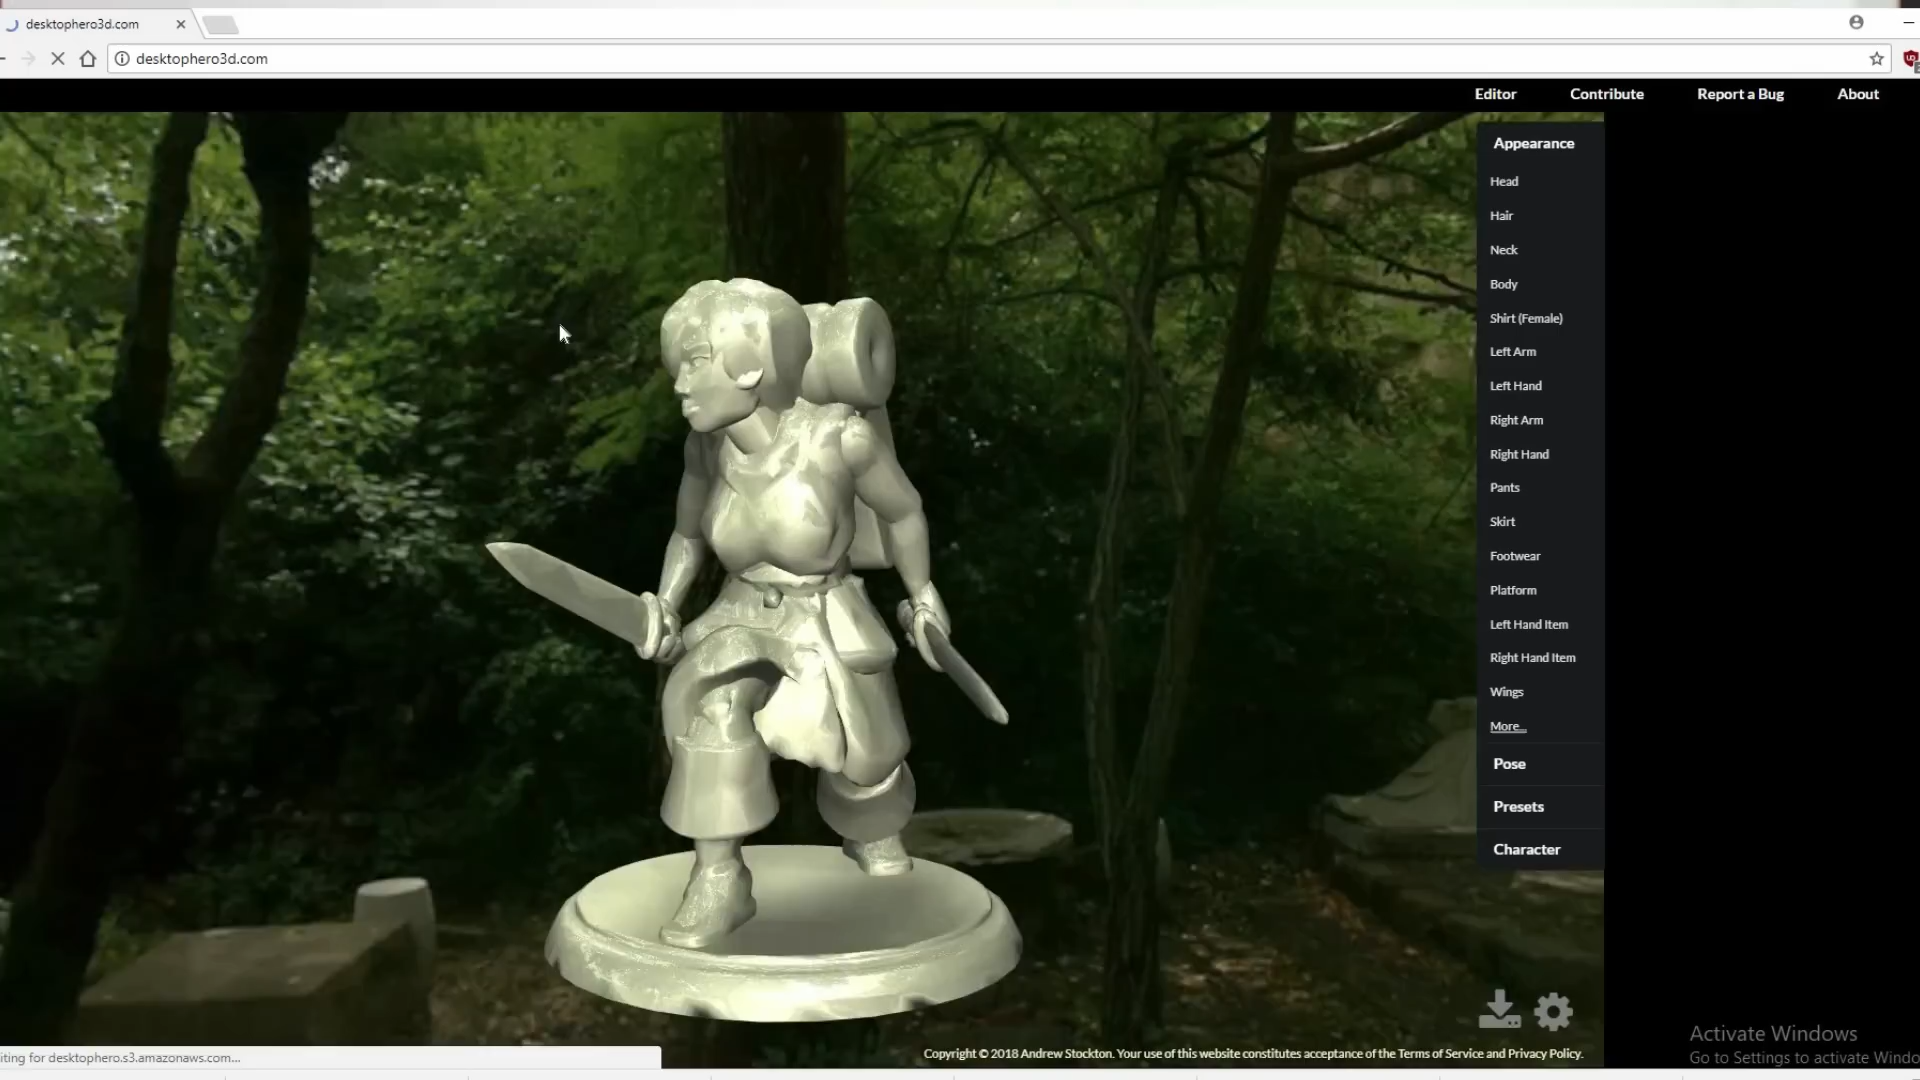 desktophero3d.com
desktophero3d.com
Editor
Contribute
Report a Bug
About
Appearance
Head
Hair
Neck
Body
Shirt (Female)
Left Arm
Left Hand
Right Arm
Right Hand
Pants
Skirt
Footwear
Platform
Left Hand Item
Right Hand Item
Wings
More...
Pose
Presets
Character
Activate Windows
Go to Settings to activate Windo
iting for desktophero.s3.amazonaws.com...
Copyright © 2018 Andrew Stockton. Your use of this website constitutes acceptance of the Terms of Service and Privacy Policy.